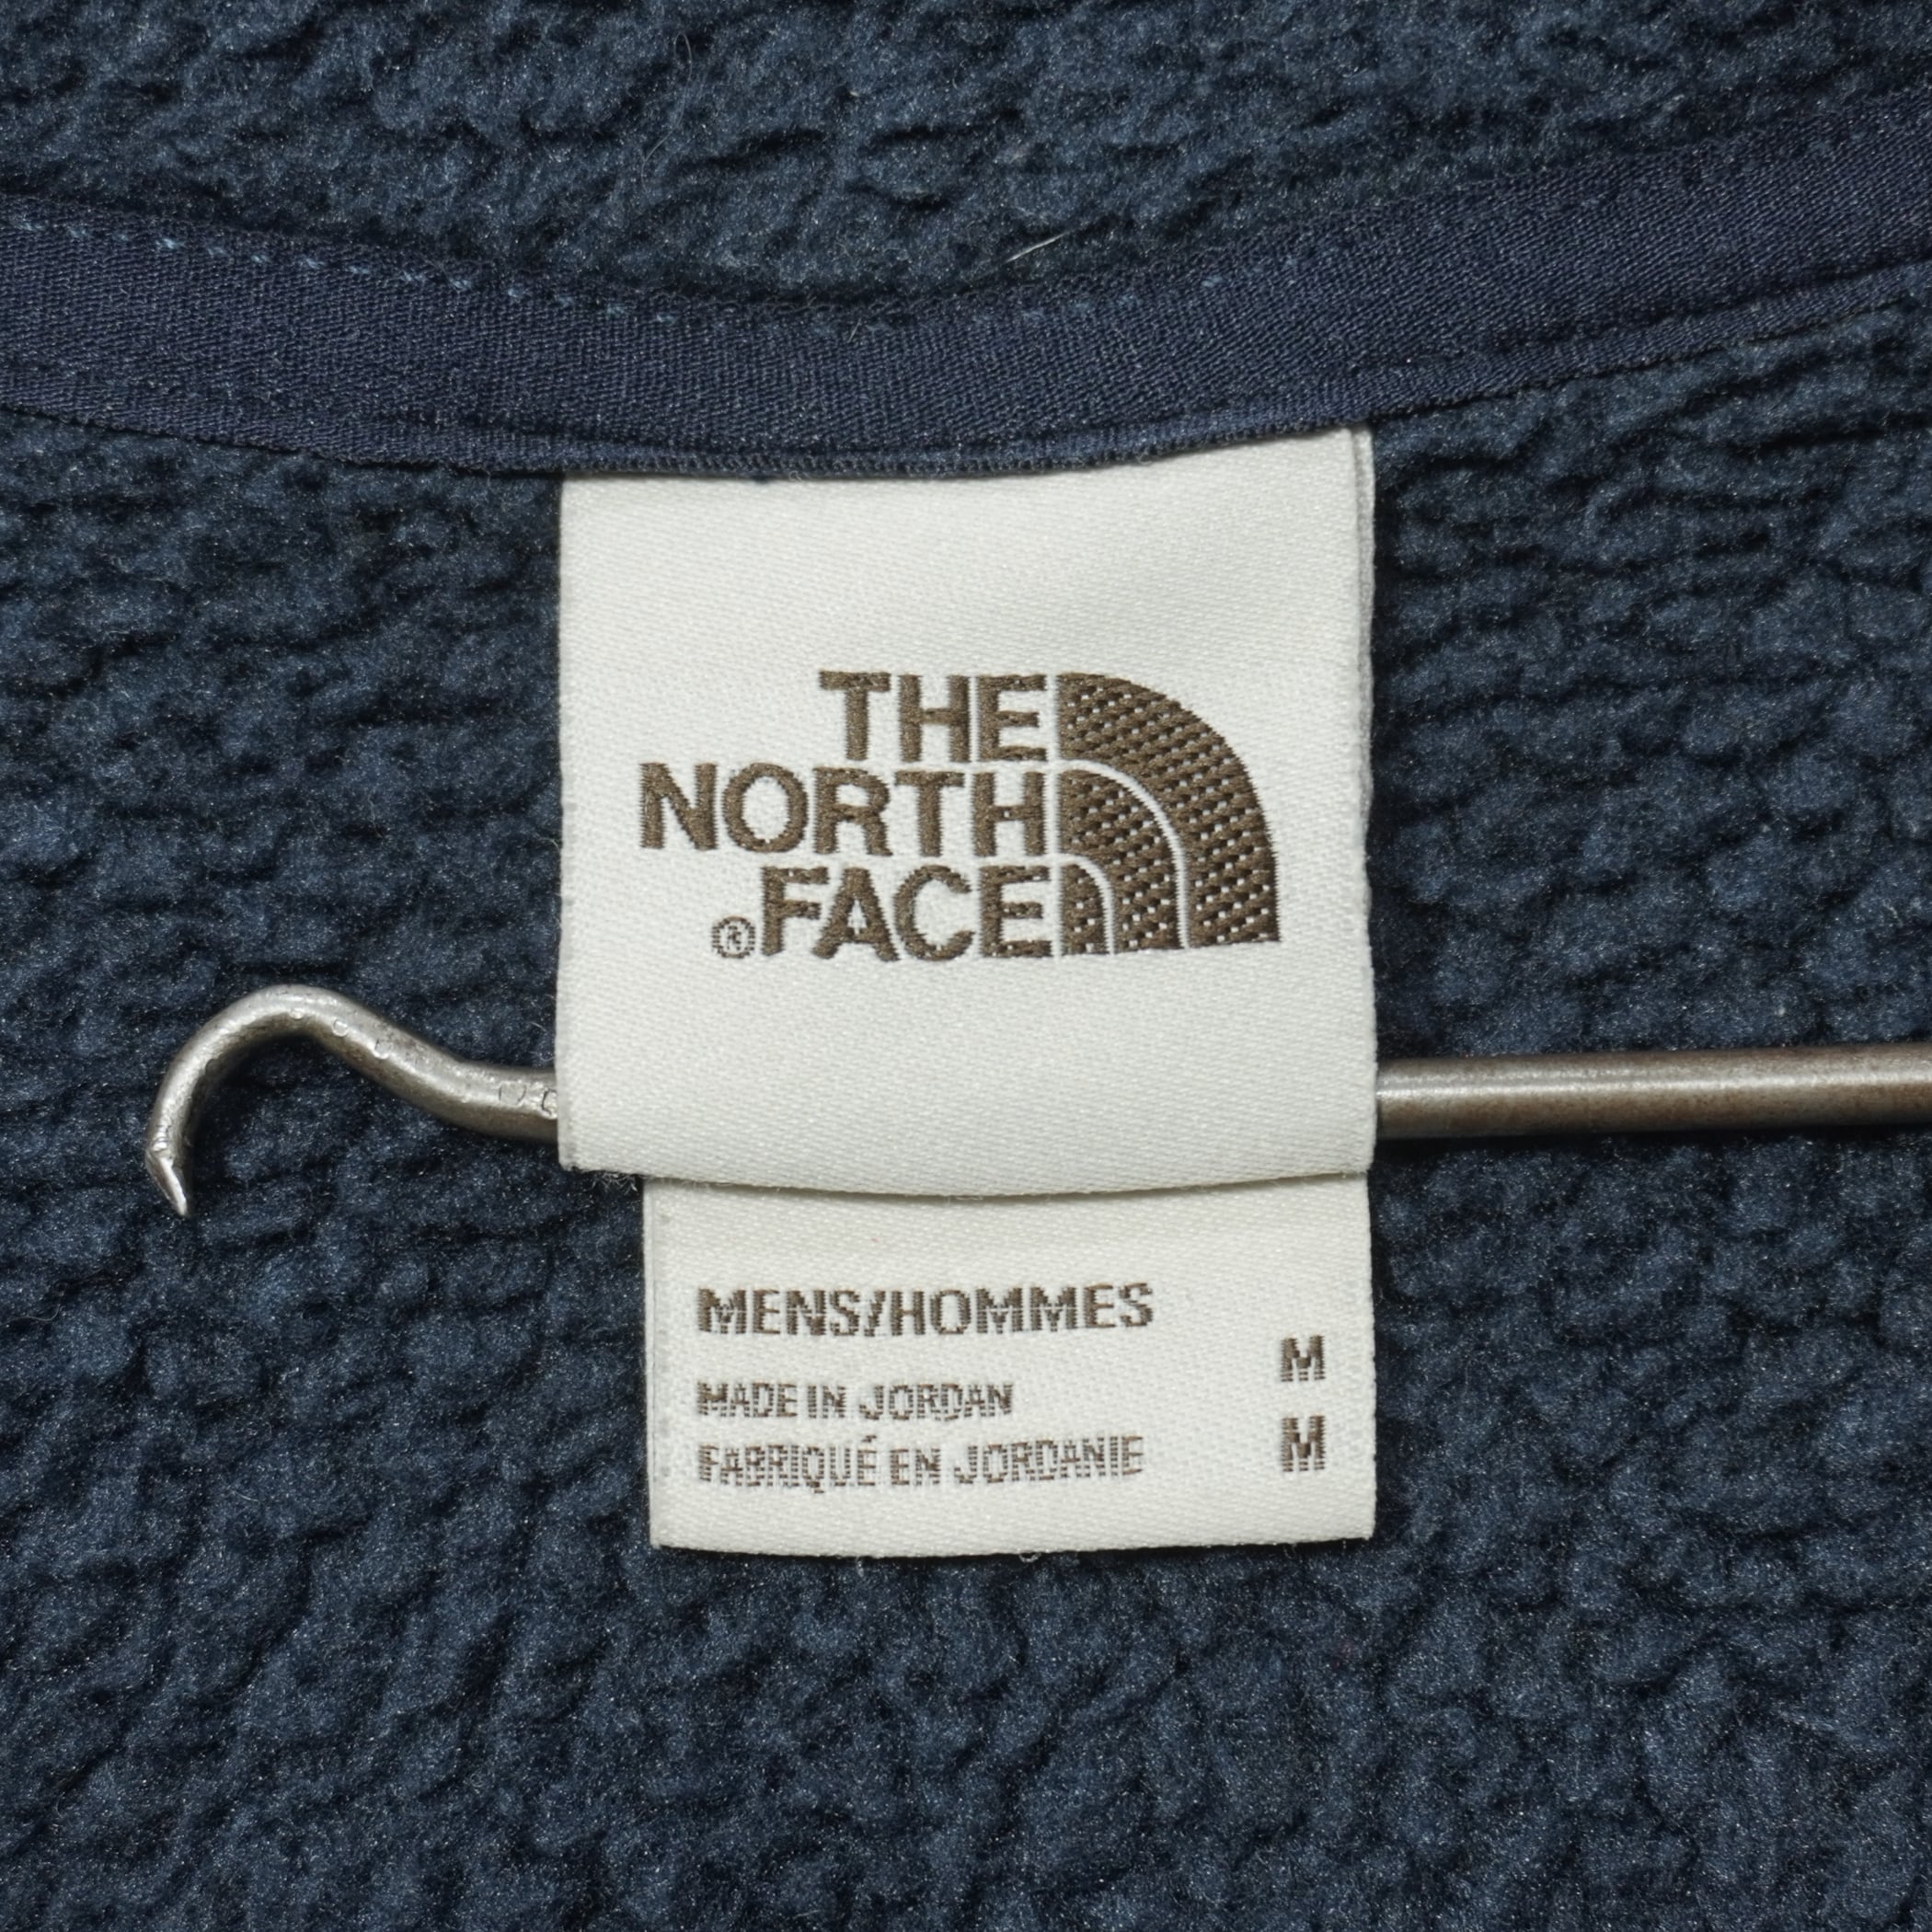 THE
NORTH
®FACE
MENS/HOMMES
M
MADE IN JORDAN
FABRIQUÉ EN JORDANIE
M